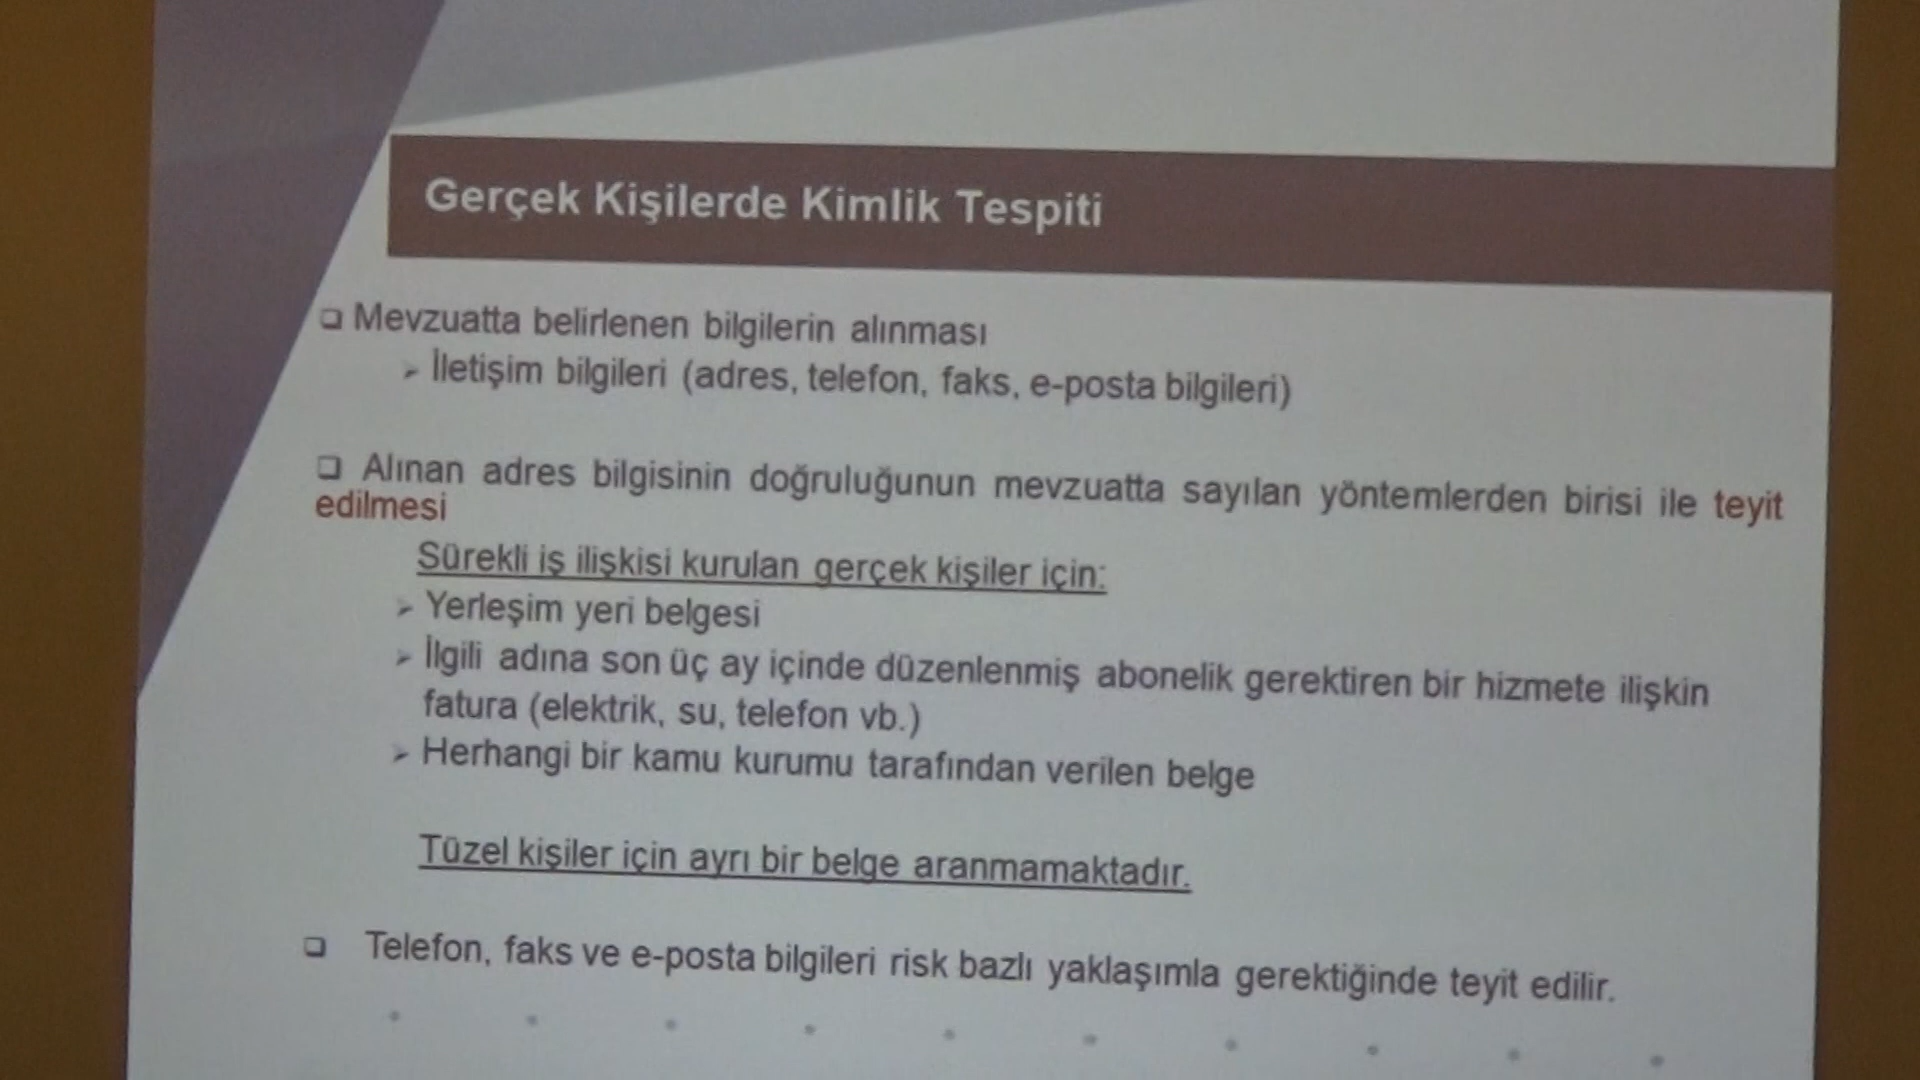 Gerçek Kişilerde Kimlik Tespiti
❑ Mevzuatta belirlenen bilgilerin alınması
➢ İletişim bilgileri (adres, telefon, faks, e-posta bilgileri)
❑ Alınan adres bilgisinin doğruluğunun mevzuatta sayılan yöntemlerden birisi ile teyit
edilmesi
Sürekli iş ilişkisi kurulan gerçek kişiler için:
➢ Yerleşim yeri belgesi
➢ İlgili adına son üç ay içinde düzenlenmiş abonelik gerektiren bir hizmete ilişkin
fatura (elektrik, su, telefon vb.)
➢ Herhangi bir kamu kurumu tarafından verilen belge
Tüzel kişiler için ayrı bir belge aranmamaktadır.
❑ Telefon, faks ve e-posta bilgileri risk bazlı yaklaşımla gerektiğinde teyit edilir.